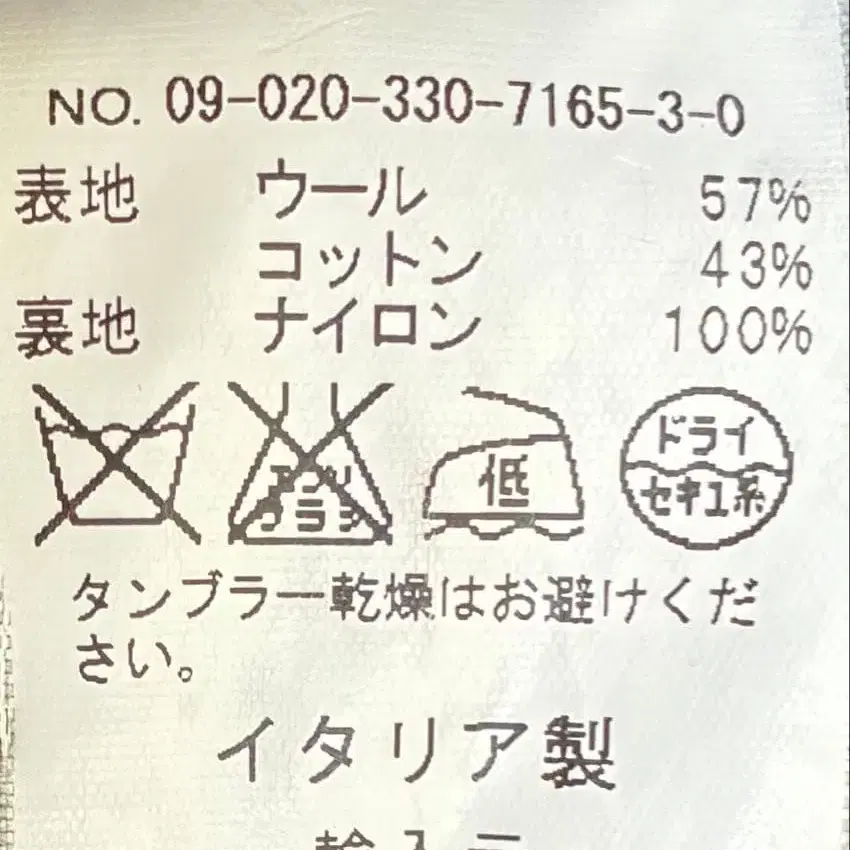 NO. 09-020-330-7165-3-0
表地 ウール 57%
コットン 43%
裏地 ナイロン 100%
低
ドライ
セキユ系
タンブラー乾燥はお避けくだ
さい。
イタリア製